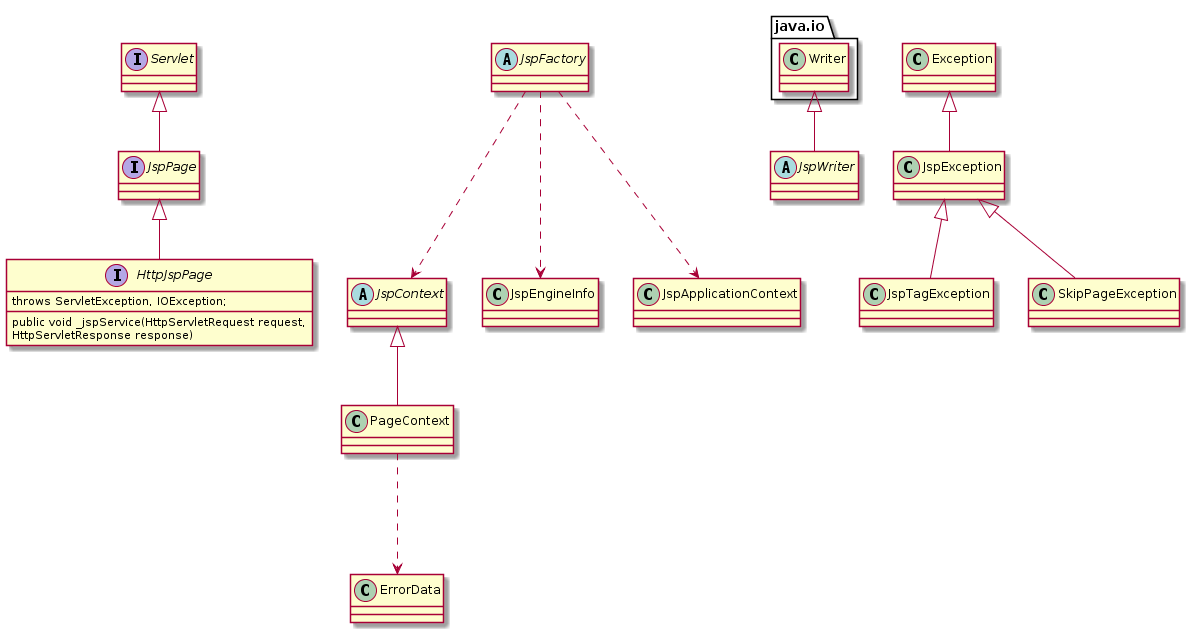 java.io
I Servlet
A JspFactory
C Writer
C Exception
I JspPage
A JspWriter
C JspException
I HttpJspPage
throws ServletException, IOException;
public void _jspService(HttpServletRequest request,
HttpServletResponse response)
A JspContext
C JspEngineInfo
C JspApplicationContext
C JspTagException
C SkipPageException
C PageContext
C ErrorData